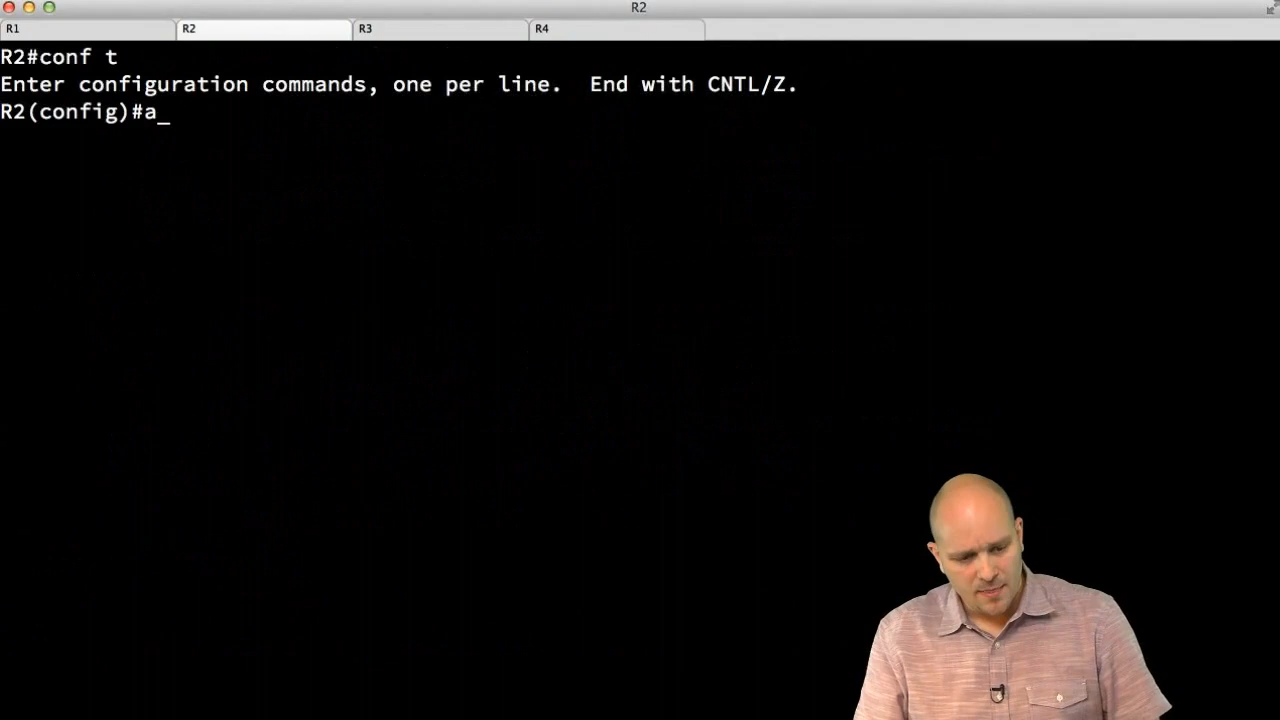 R2
R1 R2 R3 R4
R2#conf t
Enter configuration commands, one per line.  End with CNTL/Z.
R2(config)#a_